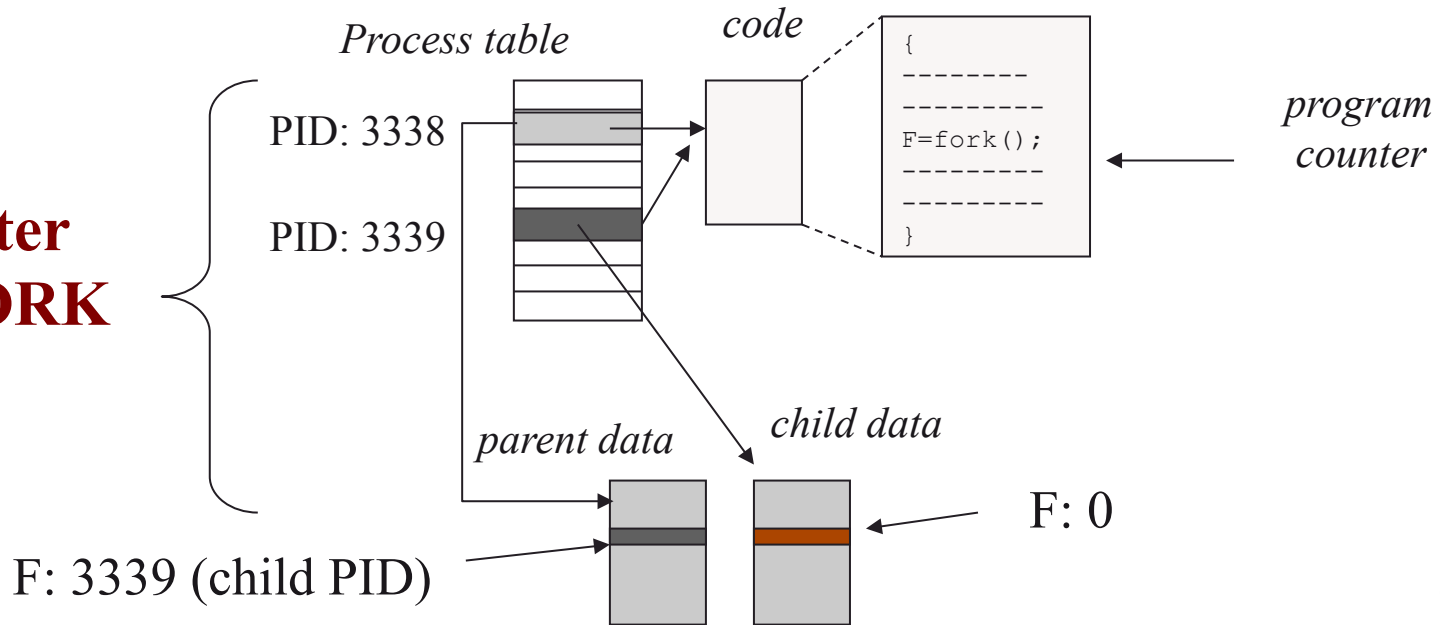 Process table
code
{
--------
---------
F=fork();
---------
---------
}
program
counter
PID: 3338
PID: 3339
ter
ORK
parent data
child data
F: 0
F: 3339 (child PID)